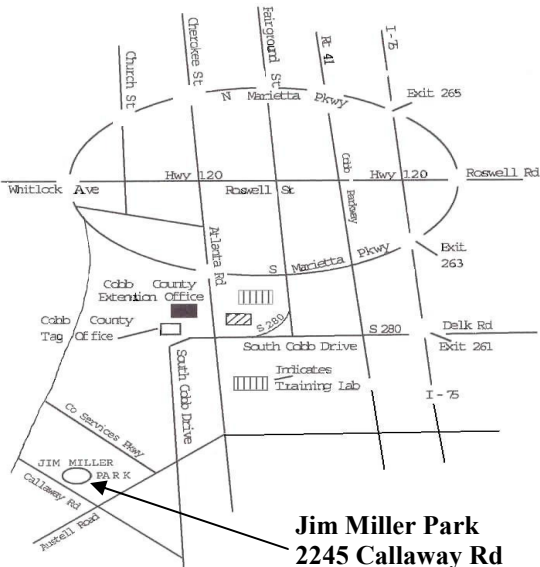 Church St
Cherokee St
Fairground St
Rt 41
I-75
N Marietta Pkwy
Exit 265
Whitlock Ave
Hwy 120
Roswell St
Cobb Parkway
Hwy 120
Roswell Rd
Atlanta Rd
S Marietta Pkwy
Exit
263
Cobb County
Extention Office
Cobb County
Tag Office
S 280
S 280
Delk Rd
South Cobb Drive
Exit 261
South Cobb Drive
Indicates
Training Lab
I-75
Co Services Pkwy
JIM MILLER
PARK
Callaway Rd
Austell Road
Jim Miller Park
2245 Callaway Rd